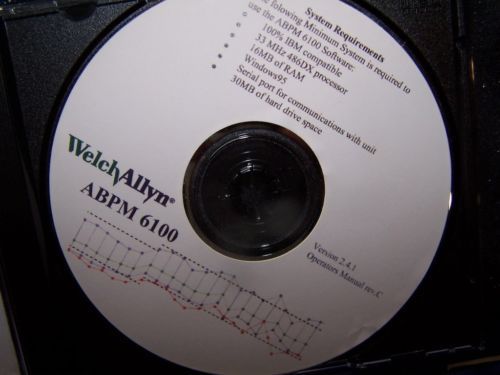 System Requirements
The folowing Minimum System is required to
use the ABPM 6100 Software:
100% IBM compatible
33 MHz 486DX processor
16MB of RAM
Windows95
Serial port for communications with unit
30MB of hard drive space
WelchAllyn®
ABPM 6100
Version 2.4.1
Operators Manual rev.C